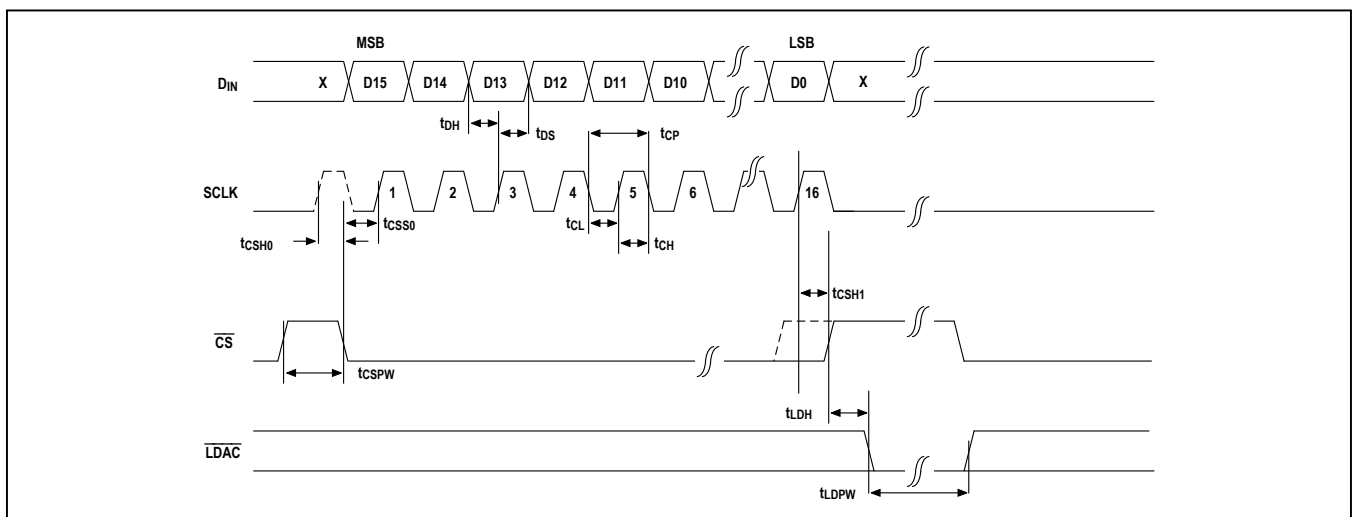 MSB LSB
DIN X D15 D14 D13 D12 D11 D10 D0 X
tDH tDS tCP
SCLK 1 2 3 4 5 6 16
tCSH0 tCSS0 tCL tCH
tCSH1
CS
tCSPW
tLDH
LDAC
tLDPW